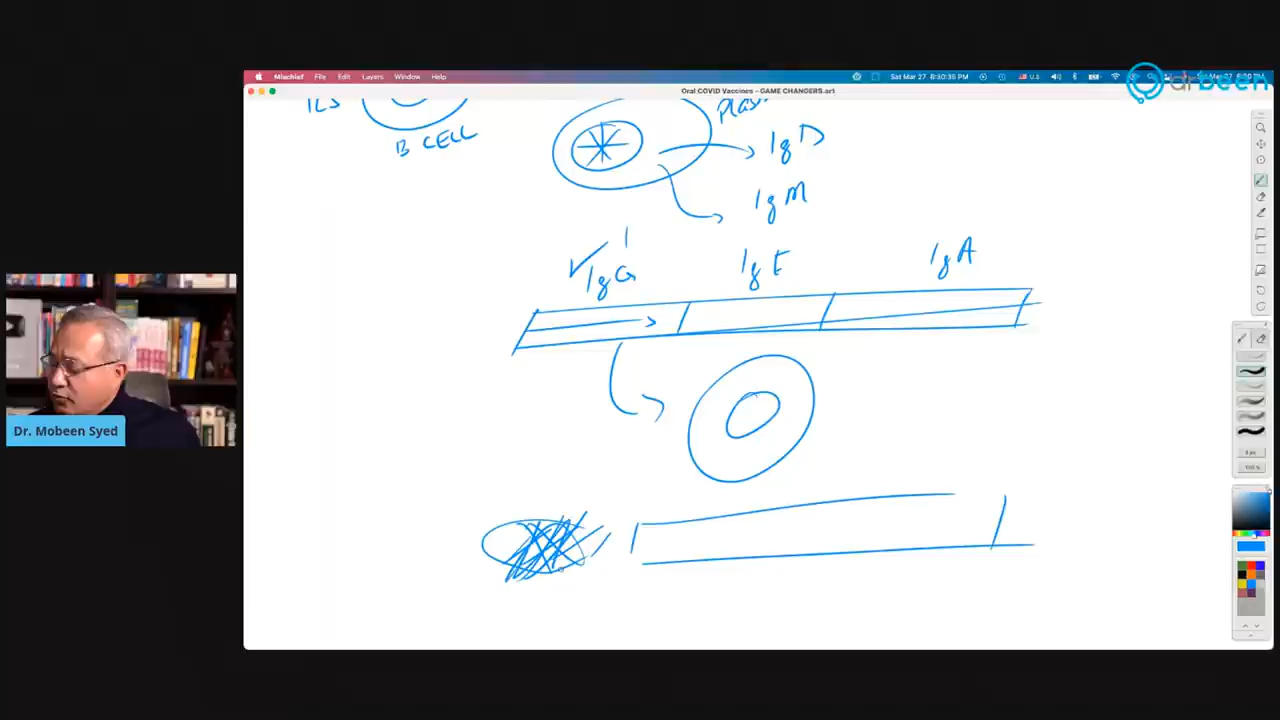 Mischief File Edit Layers Window Help
U.S
Oral COVID Vaccines - GAME CHANGERS.art
drbeen
B CELL
IgD
IgM
IgG IgE IgA
Dr. Mobeen Syed